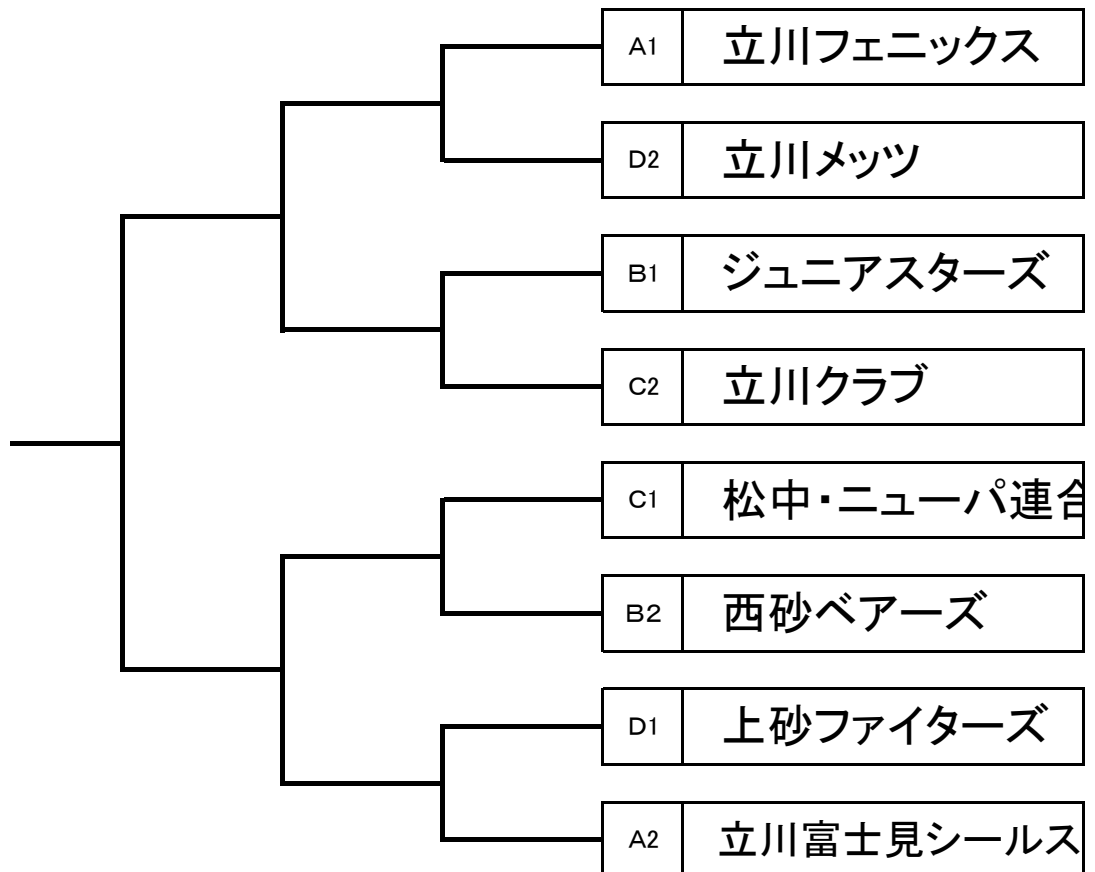 A1 立川フェニックス
D2 立川メッツ
B1 ジュニアスターズ
C2 立川クラブ
C1 松中・ニューパ連合
B2 西砂ベアーズ
D1 上砂ファイターズ
A2 立川富士見シールス